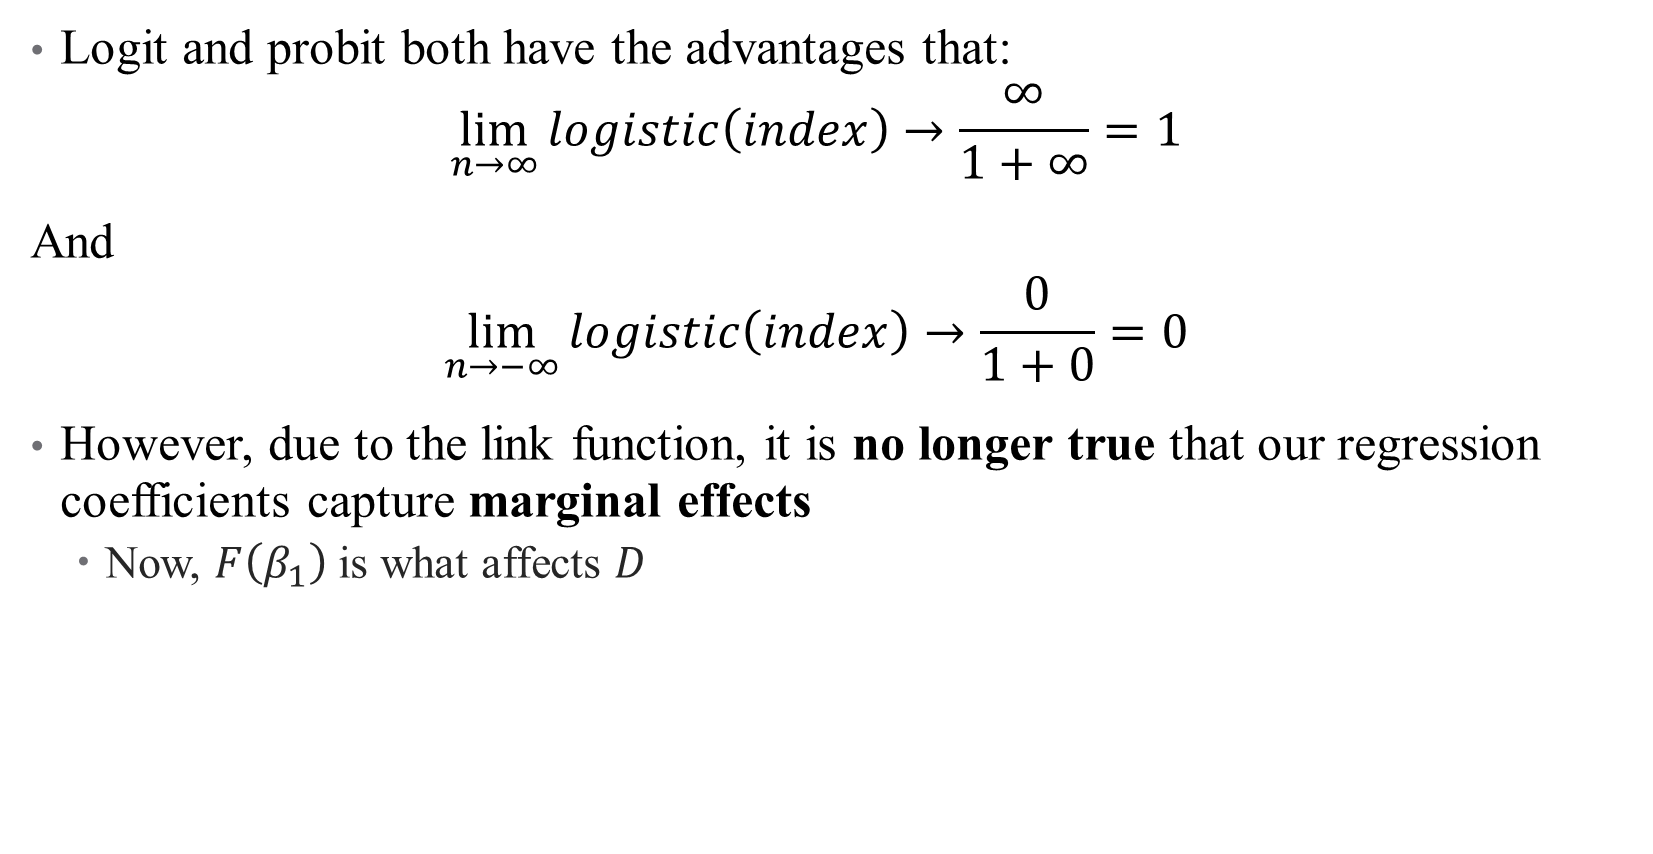 • Logit and probit both have the advantages that:
lim n→∞ logistic(index) → ∞/(1 + ∞) = 1
And
lim n→−∞ logistic(index) → 0/(1 + 0) = 0
• However, due to the link function, it is no longer true that our regression
coefficients capture marginal effects
• Now, F(β₁) is what affects D